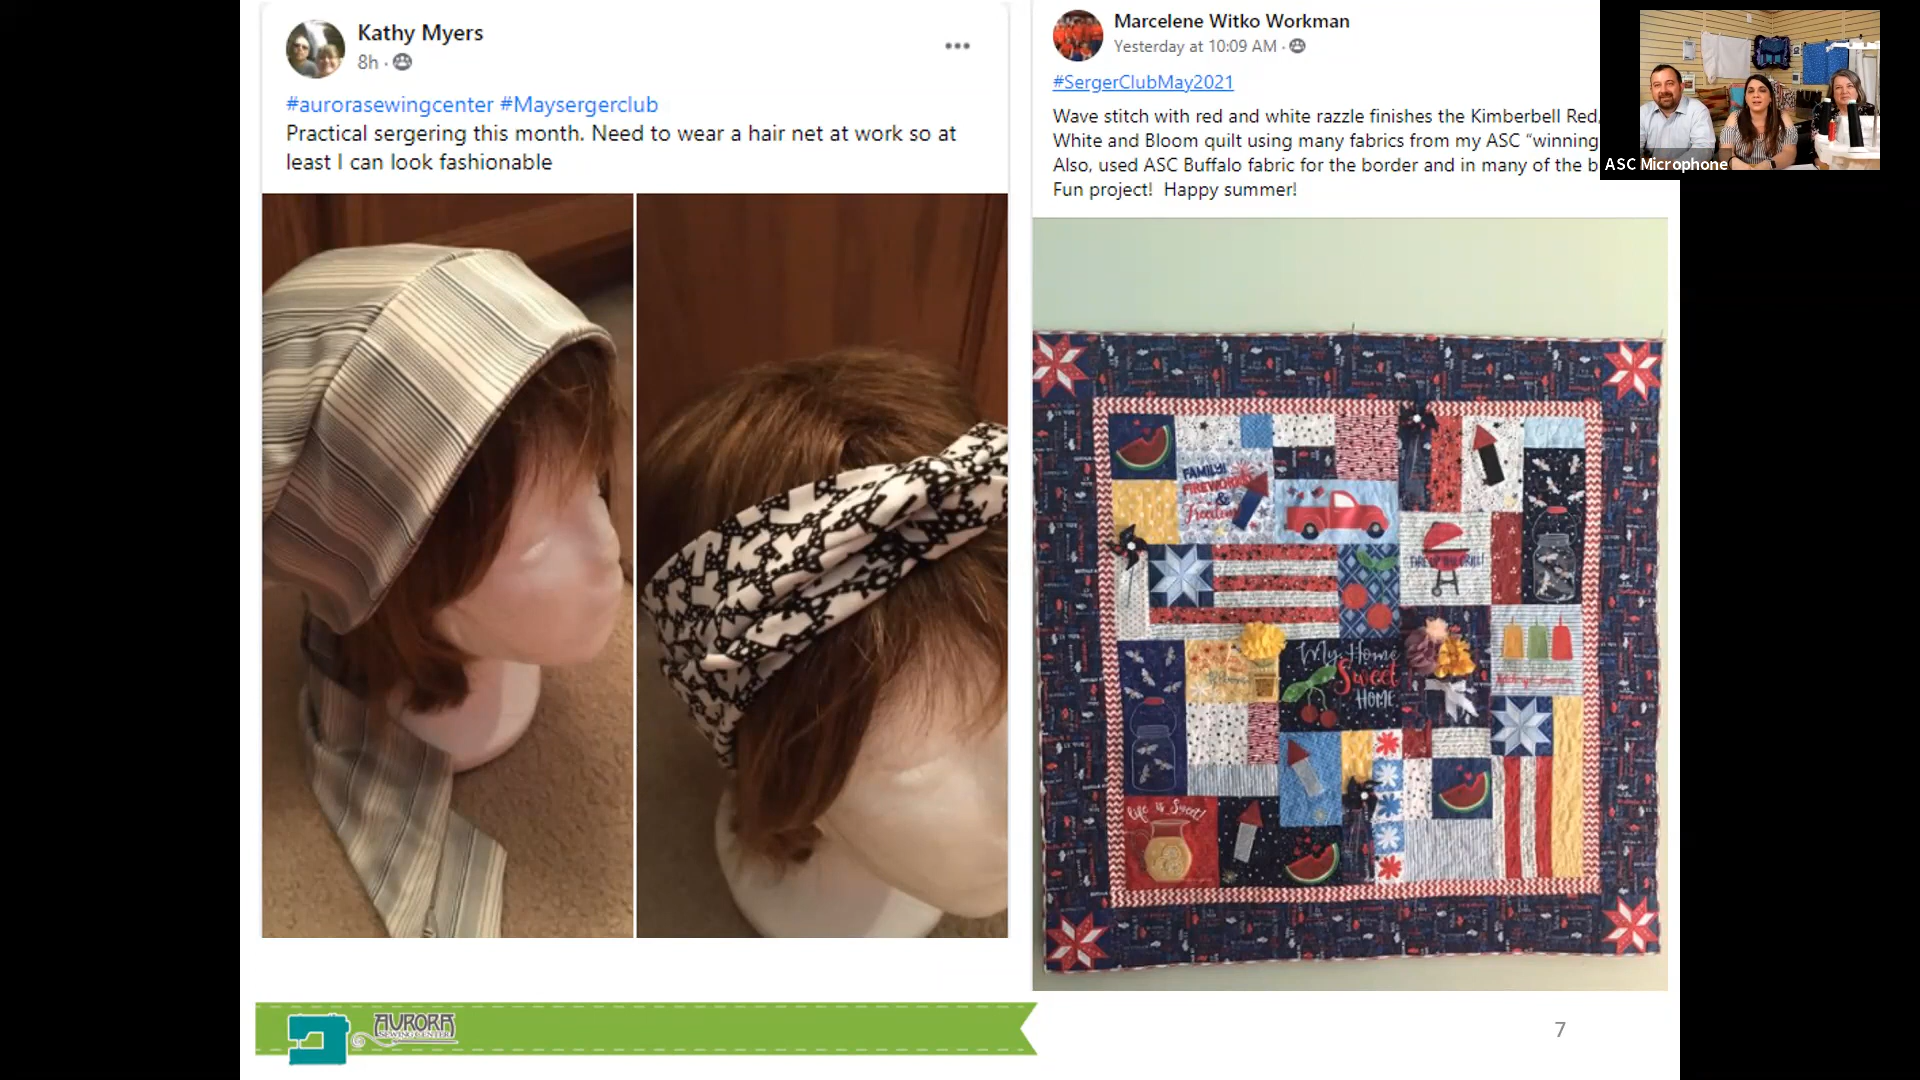 Kathy Myers
8h ·
#aurorasewingcenter #Maysergerclub
Practical sergering this month. Need to wear a hair net at work so at
least I can look fashionable
Marcelene Witko Workman
Yesterday at 10:09 AM ·
#SergerClubMay2021
Wave stitch with red and white razzle finishes the Kimberbell Red,
White and Bloom quilt using many fabrics from my ASC “winning
Also, used ASC Buffalo fabric for the border and in many of the b
Fun project! Happy summer!
ASC Microphone
FAMILY!
FIREWORKS
&
Freedom
My Home
Sweet
HOME
life is Sweet!
AURORA
SEWING CENTER
7